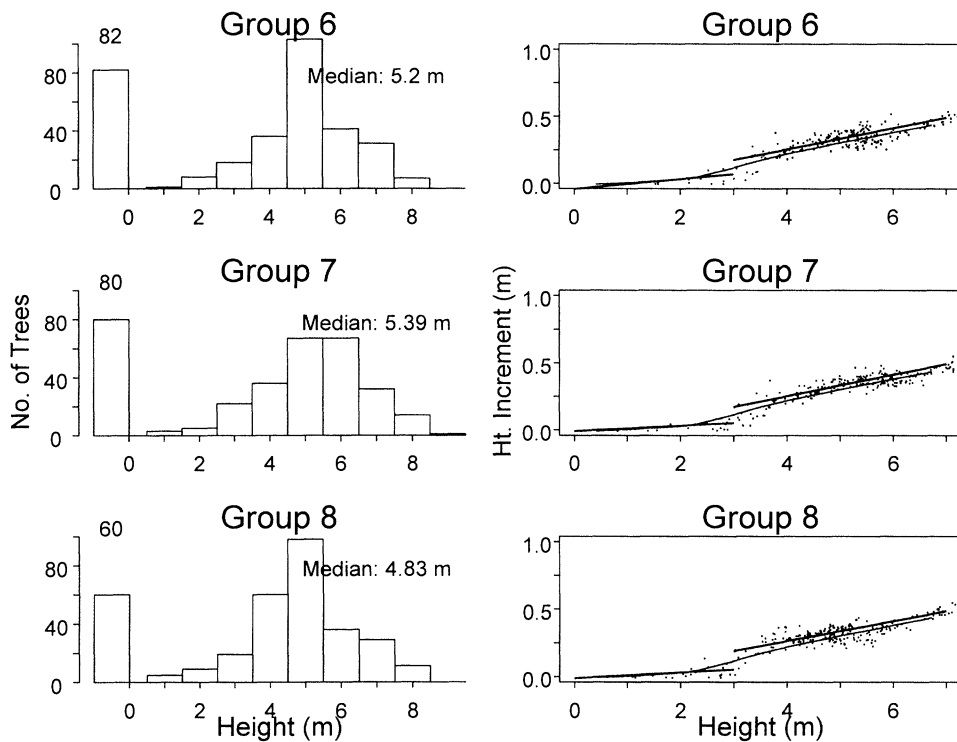 Group 6
82
Median: 5.2 m
80
40
0
0 2 4 6 8
Group 6
1.0
0.5
0.0
0 2 4 6
Group 7
80
Median: 5.39 m
No. of Trees
80
40
0
0 2 4 6 8
Group 7
Ht. Increment (m)
1.0
0.5
0.0
0 2 4 6
Group 8
60
Median: 4.83 m
80
40
0
0 2 4 6 8
Height (m)
Group 8
1.0
0.5
0.0
0 2 4 6
Height (m)